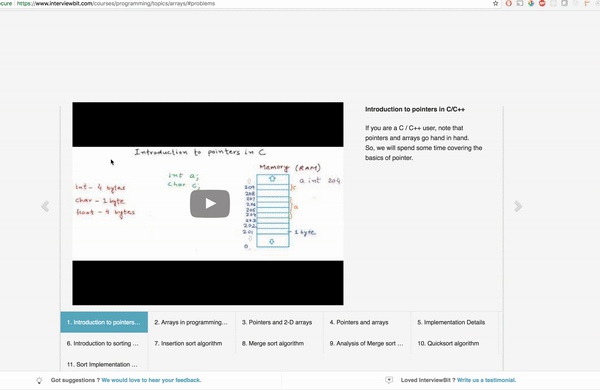 cure https://www.interviewbit.com/courses/programming/topics/arrays/#problems
Introduction to pointers in C/C++
If you are a C / C++ user, note that
pointers and arrays go hand in hand.
So, we will spend some time covering the
basics of pointer.
Introduction to pointers in C
int a;
char c;
Memory (RAM)
int - 4 bytes
char - 1 byte
float - 4 bytes
a int 204
209
208
207
206
205
204
203
202
201
0
c
a
1 byte
1. Introduction to pointers...
2. Arrays in programming...
3. Pointers and 2-D arrays
4. Pointers and arrays
5. Implementation Details
6. Introduction to sorting ...
7. Insertion sort algorithm
8. Merge sort algorithm
9. Analysis of Merge sort ...
10. Quicksort algorithm
11. Sort Implementation ...
Got suggestions ? We would love to hear your feedback.
Loved InterviewBit ? Write us a testimonial.